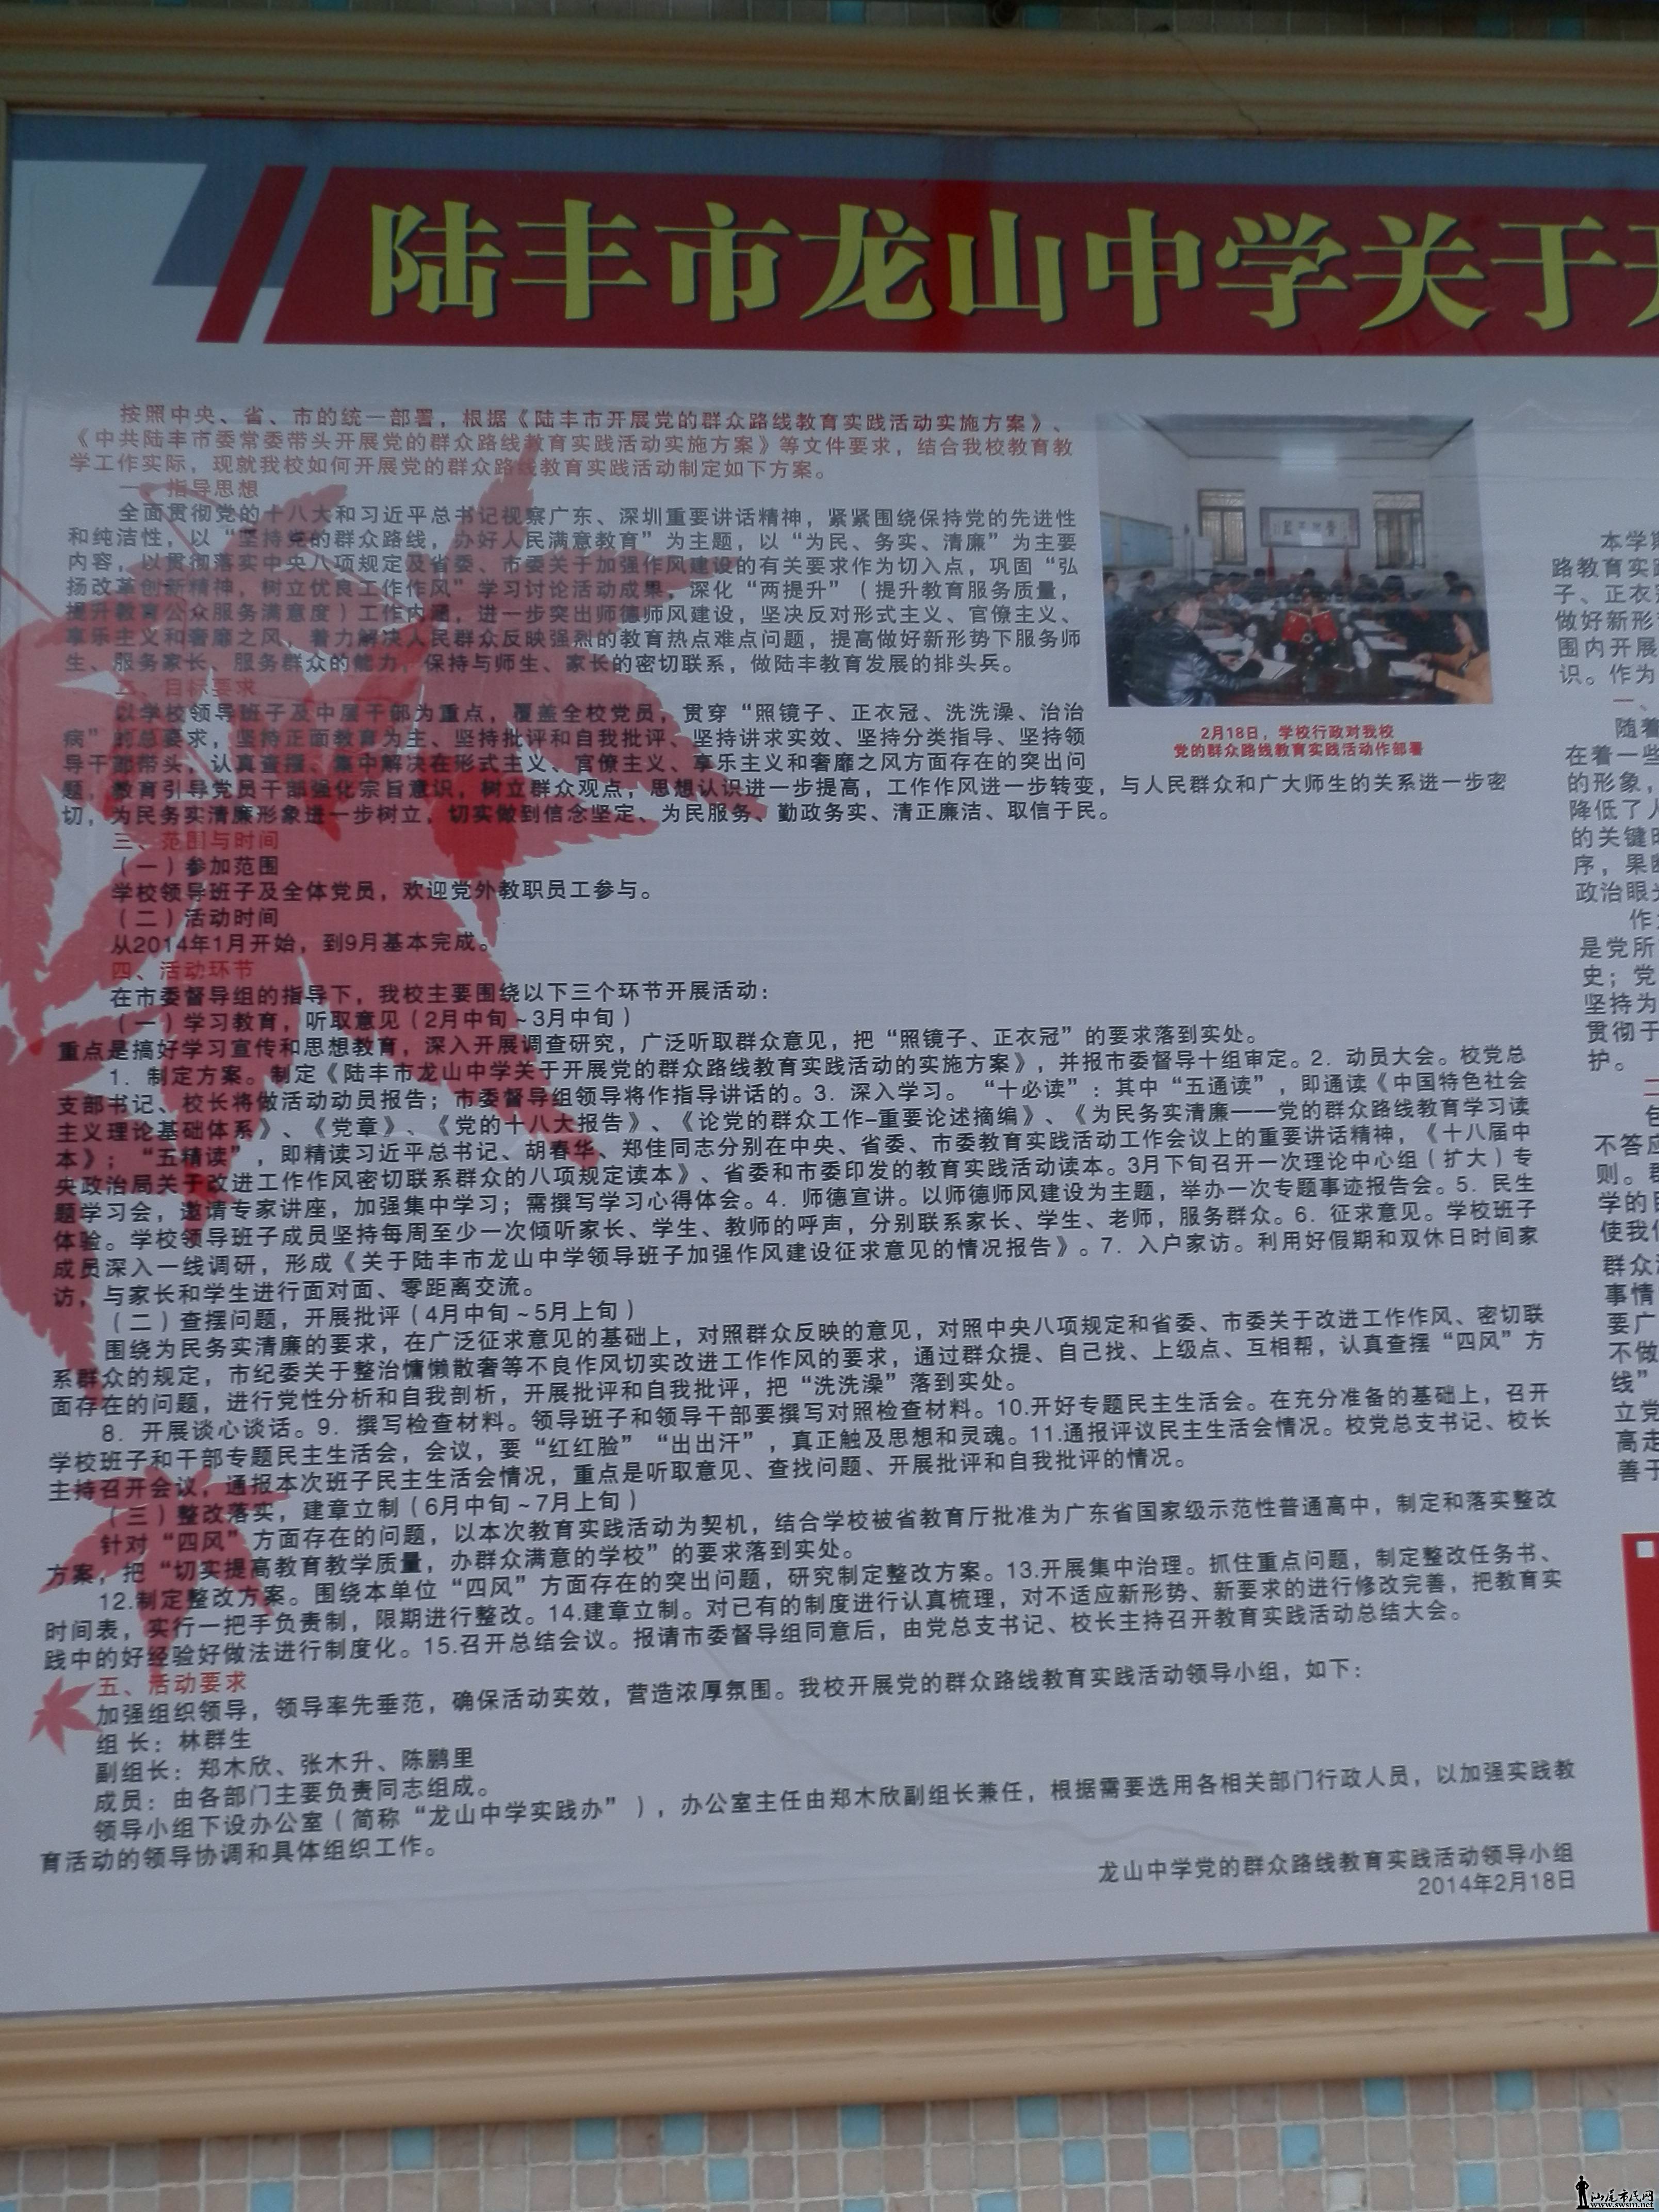 陆丰市龙山中学关于
按照中央、省、市的统一部署，根据《陆丰市开展党的群众路线教育实践活动实施方案》、
《中共陆丰市委常委带头开展党的群众路线教育实践活动实施方案》等文件要求，结合我校教育教
学工作实际，现就我校如何开展党的群众路线教育实践活动制定如下方案。
一、指导思想
全面贯彻党的十八大和习近平总书记视察广东、深圳重要讲话精神，紧紧围绕保持党的先进性
和纯洁性，以“坚持党的群众路线，办好人民满意教育”为主题，以“为民、务实、清廉”为主要
内容，以贯彻落实中央八项规定及省委、市委关于加强作风建设的有关要求作为切入点，巩固“弘
扬改革创新精神，树立优良工作作风”学习讨论活动成果，深化“两提升”（提升教育服务质量，
提升教育公众服务满意度）工作内涵，进一步突出师德师风建设，坚决反对形式主义、官僚主义、
享乐主义和奢靡之风，着力解决人民群众反映强烈的教育热点难点问题，提高做好新形势下服务师
生、服务家长、服务群众的能力，保持与师生、家长的密切联系，做陆丰教育发展的排头兵。
二、目标要求
以学校领导班子及中层干部为重点，覆盖全校党员，贯穿“照镜子、正衣冠、洗洗澡、治治
病”的总要求，坚持正面教育为主、坚持批评和自我批评、坚持讲求实效、坚持分类指导、坚持领
导干部带头，认真查摆、集中解决在形式主义、官僚主义、享乐主义和奢靡之风方面存在的突出问
题，教育引导党员干部强化宗旨意识，树立群众观点，思想认识进一步提高，工作作风进一步转变，与人民群众和广大师生的关系进一步密
切，为民务实清廉形象进一步树立，切实做到信念坚定、为民服务、勤政务实、清正廉洁、取信于民。
2月18日，学校行政对我校
党的群众路线教育实践活动作部署
三、范围与时间
（一）参加范围
学校领导班子及全体党员，欢迎党外教职员工参与。
（二）活动时间
从2014年1月开始，到9月基本完成。
四、活动环节
在市委督导组的指导下，我校主要围绕以下三个环节开展活动：
（一）学习教育，听取意见（2月中旬～3月中旬）
重点是搞好学习宣传和思想教育，深入开展调查研究，广泛听取群众意见，把“照镜子、正衣冠”的要求落到实处。
1. 制定方案。制定《陆丰市龙山中学关于开展党的群众路线教育实践活动的实施方案》，并报市委督导十组审定。2. 动员大会。校党总
支部书记、校长将做活动动员报告；市委督导组领导将作指导讲话的。3. 深入学习。“十必读”：其中“五通读”，即通读《中国特色社会
主义理论基础体系》、《党章》、《党的十八大报告》、《论党的群众工作-重要论述摘编》、《为民务实清廉——党的群众路线教育学习读
本》；“五精读”，即精读习近平总书记、胡春华、郑佳同志分别在中央、省委、市委教育实践活动工作会议上的重要讲话精神，《十八届中
央政治局关于改进工作作风密切联系群众的八项规定读本》、省委和市委印发的教育实践活动读本。3月下旬召开一次理论中心组（扩大）专
题学习会，邀请专家讲座，加强集中学习；需撰写学习心得体会。4. 师德宣讲。以师德师风建设为主题，举办一次专题事迹报告会。5. 民生
体验。学校领导班子成员坚持每周至少一次倾听家长、学生、教师的呼声，分别联系家长、学生、老师，服务群众。6. 征求意见。学校班子
成员深入一线调研，形成《关于陆丰市龙山中学领导班子加强作风建设征求意见的情况报告》。7. 入户家访。利用好假期和双休日时间家
访，与家长和学生进行面对面、零距离交流。
（二）查摆问题，开展批评（4月中旬～5月上旬）
围绕为民务实清廉的要求，在广泛征求意见的基础上，对照群众反映的意见，对照中央八项规定和省委、市委关于改进工作作风、密切联
系群众的规定，市纪委关于整治慵懒散奢等不良作风切实改进工作作风的要求，通过群众提、自己找、上级点、互相帮，认真查摆“四风”方
面存在的问题，进行党性分析和自我剖析，开展批评和自我批评，把“洗洗澡”落到实处。
8. 开展谈心谈话。9. 撰写检查材料。领导班子和领导干部要撰写对照检查材料。10.开好专题民主生活会。在充分准备的基础上，召开
学校班子和干部专题民主生活会，会议，要“红红脸”“出出汗”，真正触及思想和灵魂。11.通报评议民主生活会情况。校党总支书记、校长
主持召开会议，通报本次班子民主生活会情况，重点是听取意见、查找问题、开展批评和自我批评的情况。
（三）整改落实，建章立制（6月中旬～7月上旬）
针对“四风”方面存在的问题，以本次教育实践活动为契机，结合学校被省教育厅批准为广东省国家级示范性普通高中，制定和落实整改
方案，把“切实提高教育教学质量，办群众满意的学校”的要求落到实处。
12.制定整改方案。围绕本单位“四风”方面存在的突出问题，研究制定整改方案。13.开展集中治理。抓住重点问题，制定整改任务书、
时间表，实行一把手负责制，限期进行整改。14.建章立制。对已有的制度进行认真梳理，对不适应新形势、新要求的进行修改完善，把教育实
践中的好经验好做法进行制度化。15.召开总结会议。报请市委督导组同意后，由党总支书记、校长主持召开教育实践活动总结大会。
五、活动要求
加强组织领导，领导率先垂范，确保活动实效，营造浓厚氛围。我校开展党的群众路线教育实践活动领导小组，如下：
组 长：林群生
副组长：郑木欣、张木升、陈鹏里
成员：由各部门主要负责同志组成。
领导小组下设办公室（简称“龙山中学实践办”），办公室主任由郑木欣副组长兼任，根据需要选用各相关部门行政人员，以加强实践教
育活动的领导协调和具体组织工作。
龙山中学党的群众路线教育实践活动领导小组
2014年2月18日
本学期
路教育实践
子、正衣冠
做好新形
围内开展
识。作为
一、
随着
在着一些
的形象，
降低了人
的关键时
序，果断
政治眼光
作为
是党所
史；党
坚持为
贯彻于
护。
二
不答应
则。群
学的
使我们
群众
事情
要广
不做
线”
立党
高走
善于
汕尾市民网
www.swsm.net